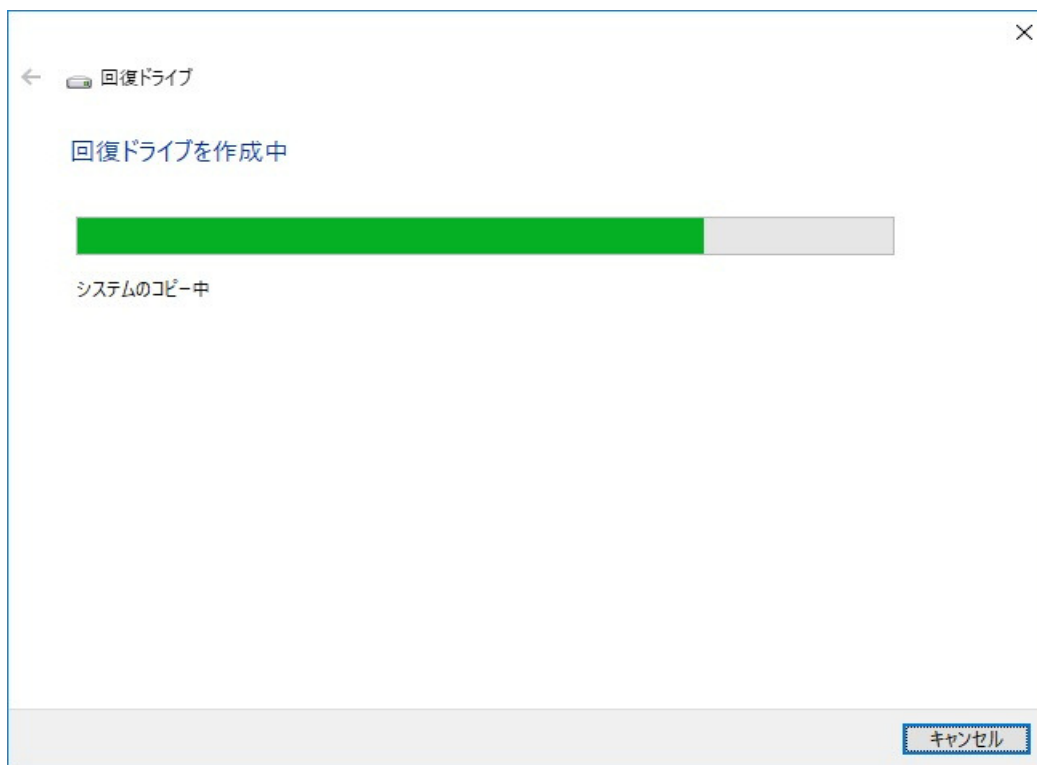 回復ドライブ
回復ドライブを作成中
システムのコピー中
キャンセル